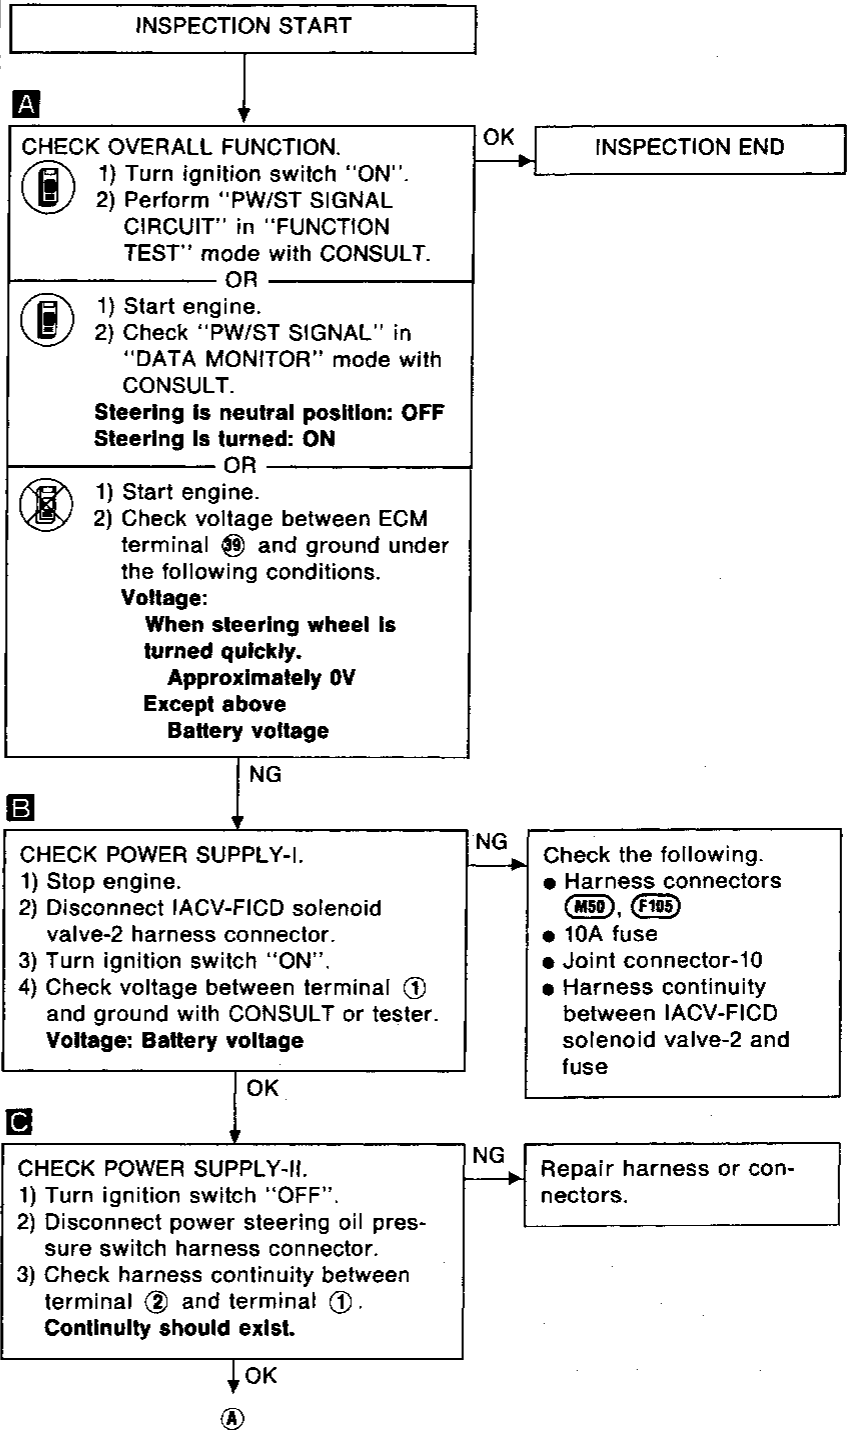 INSPECTION START
A
CHECK OVERALL FUNCTION.
1) Turn ignition switch "ON".
2) Perform "PW/ST SIGNAL
CIRCUIT" in "FUNCTION
TEST" mode with CONSULT.
OR
1) Start engine.
2) Check "PW/ST SIGNAL" in
"DATA MONITOR" mode with
CONSULT.
Steering is neutral position: OFF
Steering is turned: ON
OR
1) Start engine.
2) Check voltage between ECM
terminal 39 and ground under
the following conditions.
Voltage:
When steering wheel is
turned quickly.
Approximately 0V
Except above
Battery voltage
OK
INSPECTION END
NG
B
CHECK POWER SUPPLY-I.
1) Stop engine.
2) Disconnect IACV-FICD solenoid
valve-2 harness connector.
3) Turn ignition switch "ON".
4) Check voltage between terminal ①
and ground with CONSULT or tester.
Voltage: Battery voltage
NG
Check the following.
● Harness connectors
M50, F105
● 10A fuse
● Joint connector-10
● Harness continuity
between IACV-FICD
solenoid valve-2 and
fuse
OK
C
CHECK POWER SUPPLY-II.
1) Turn ignition switch "OFF".
2) Disconnect power steering oil pres-
sure switch harness connector.
3) Check harness continuity between
terminal ② and terminal ①.
Continuity should exist.
NG
Repair harness or con-
nectors.
OK
Ⓐ